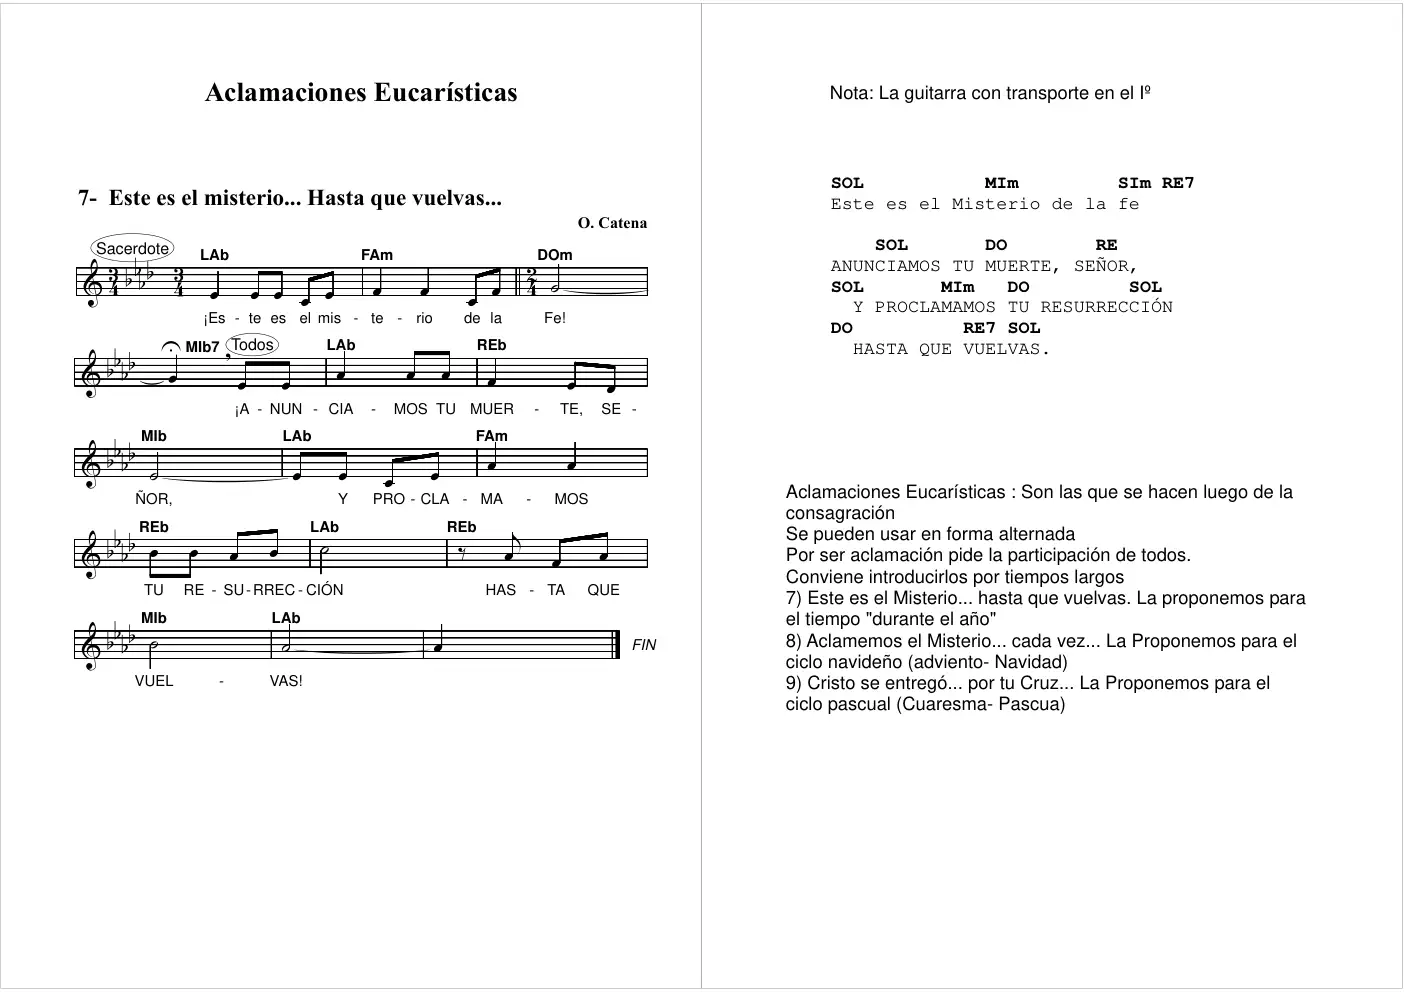 Aclamaciones Eucarísticas
7- Este es el misterio... Hasta que vuelvas...
O. Catena
Sacerdote
LAb FAm DOm
3 4 3 4 2 4
¡Es - te es el mis - te - rio de la Fe!
MIb7 , Todos LAb REb
¡A - NUN - CIA - MOS TU MUER - TE, SE -
MIb LAb FAm
ÑOR, Y PRO - CLA - MA - MOS
REb LAb REb
TU RE - SU - RREC - CIÓN HAS - TA QUE
MIb LAb
FIN
VUEL - VAS!
Nota: La guitarra con transporte en el Iº
SOL MIm SIm RE7
Este es el Misterio de la fe
SOL DO RE
ANUNCIAMOS TU MUERTE, SEÑOR,
SOL MIm DO SOL
Y PROCLAMAMOS TU RESURRECCIÓN
DO RE7 SOL
HASTA QUE VUELVAS.
Aclamaciones Eucarísticas : Son las que se hacen luego de la
consagración
Se pueden usar en forma alternada
Por ser aclamación pide la participación de todos.
Conviene introducirlos por tiempos largos
7) Este es el Misterio... hasta que vuelvas. La proponemos para
el tiempo "durante el año"
8) Aclamemos el Misterio... cada vez... La Proponemos para el
ciclo navideño (adviento- Navidad)
9) Cristo se entregó... por tu Cruz... La Proponemos para el
ciclo pascual (Cuaresma- Pascua)